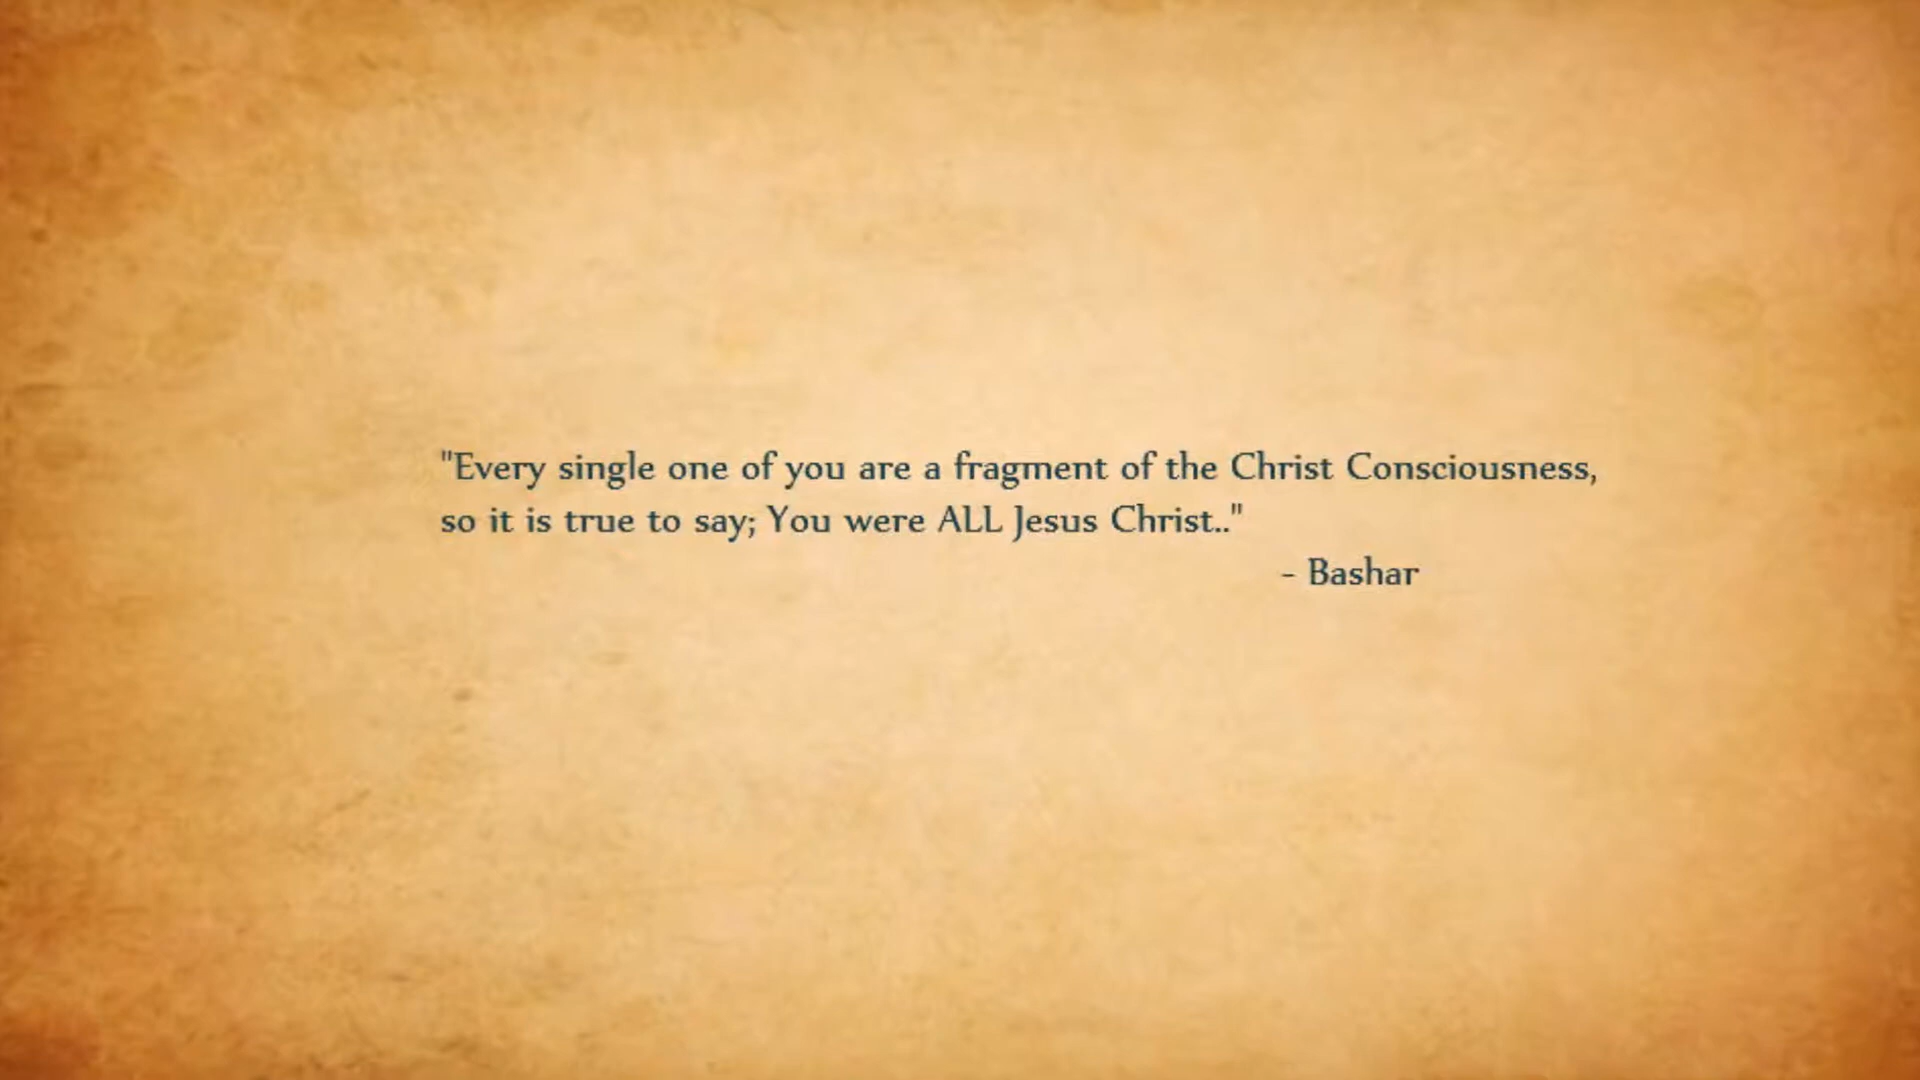 "Every single one of you are a fragment of the Christ Consciousness,
so it is true to say; You were ALL Jesus Christ.."
- Bashar